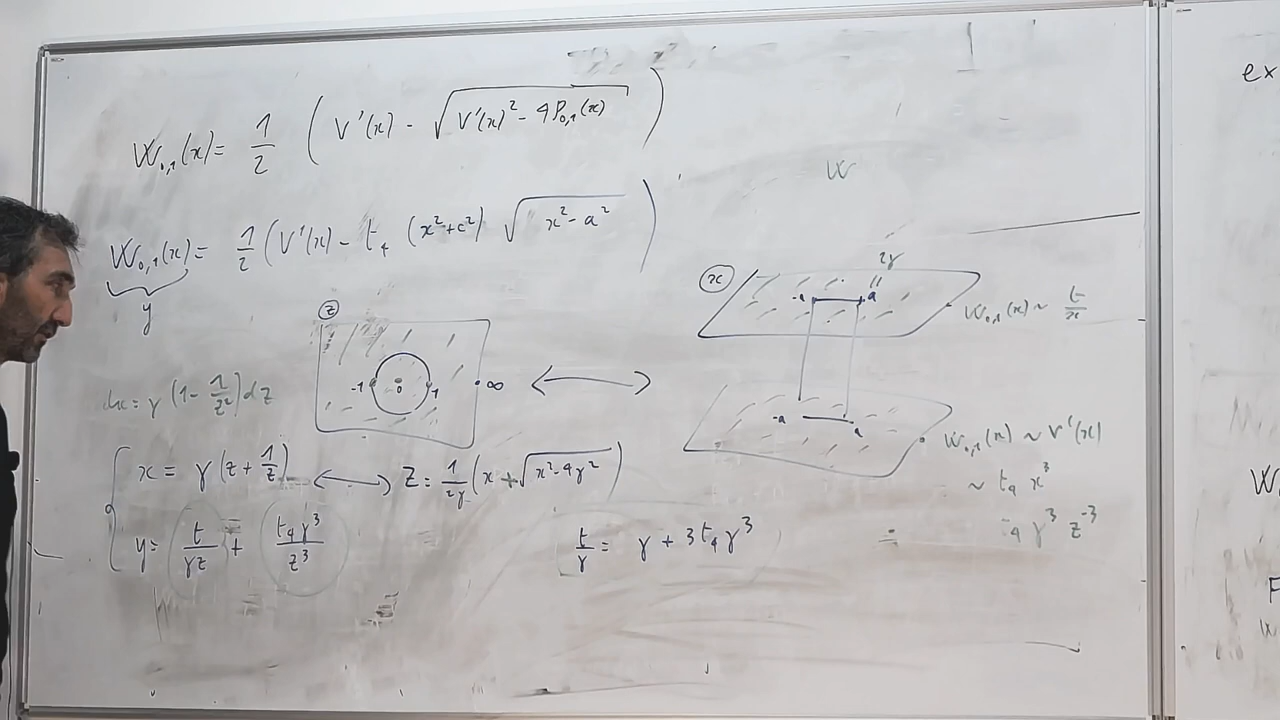 W₀,₁(x) = 1/2 ( V'(x) - √(V'(x)² - 4P₀,₁(x)) )
W₀,₁(x) = 1/2 ( V'(x) - t₄ (x²+c²) √(x² - a²) )
y
W
z
-1 0 1 ∞
x
2γ
-a a
W₀,₁(x) ~ t/x
-a a
W₀,₁(x) ~ V'(x)
~ t₄ x³
= ₄ γ³ z⁻³
dx = γ (1 - 1/z²) dz
x = γ (z + 1/z) ⟷ z = 1/2γ (x + √(x² - 4γ²))
y = t/γz + t₄γ³/z³
t/γ = γ + 3t₄γ³
ex
W
F
W